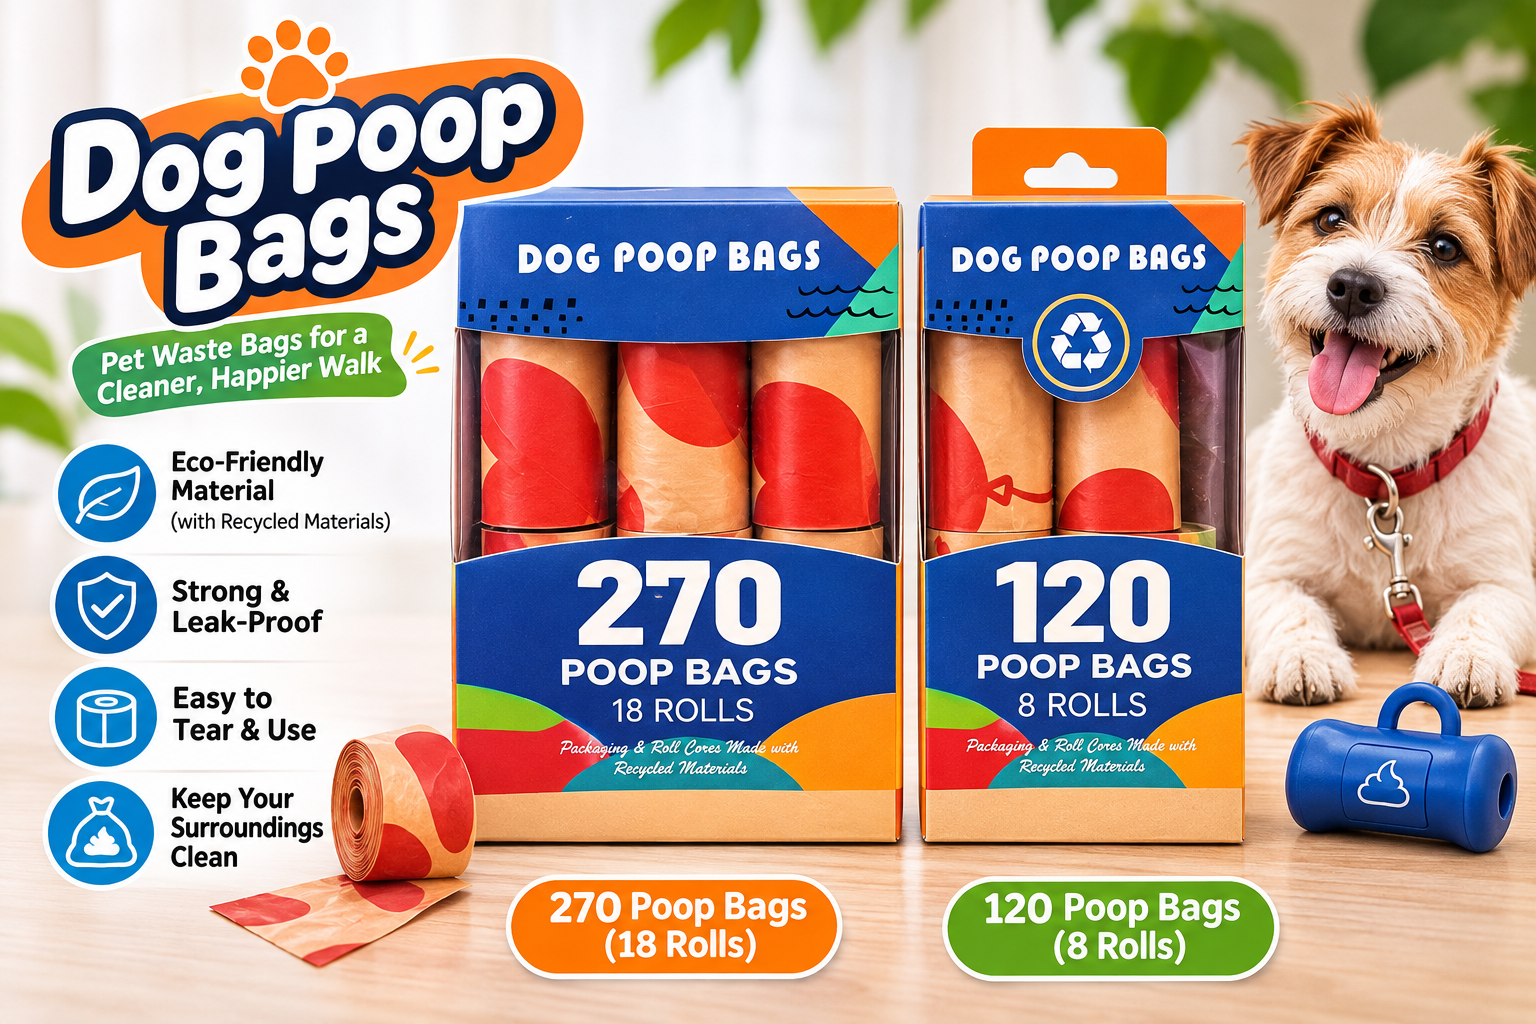 Dog Poop
Bags
Pet Waste Bags for a
Cleaner, Happier Walk
Eco-Friendly
Material
(with Recycled Materials)
Strong &
Leak-Proof
Easy to
Tear & Use
Keep Your
Surroundings
Clean
DOG POOP BAGS
270
POOP BAGS
18 ROLLS
Packaging & Roll Cores Made with
Recycled Materials
270 Poop Bags
(18 Rolls)
DOG POOP BAGS
120
POOP BAGS
8 ROLLS
Packaging & Roll Cores Made with
Recycled Materials
120 Poop Bags
(8 Rolls)